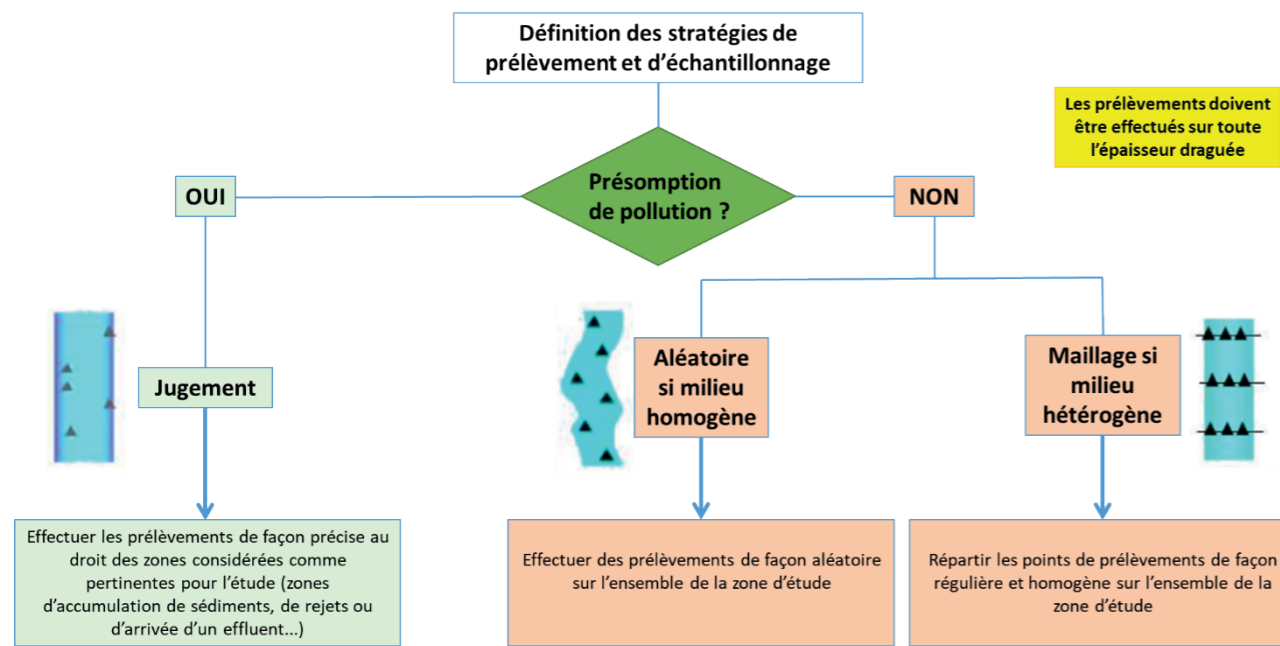 Définition des stratégies de
prélèvement et d'échantillonnage
Les prélèvements doivent
être effectués sur toute
l'épaisseur draguée
Présomption
de pollution ?
OUI
NON
Jugement
Aléatoire
si milieu
homogène
Maillage si
milieu
hétérogène
Effectuer les prélèvements de façon précise au
droit des zones considérées comme
pertinentes pour l'étude (zones
d'accumulation de sédiments, de rejets ou
d'arrivée d'un effluent...)
Effectuer des prélèvements de façon aléatoire
sur l'ensemble de la zone d'étude
Répartir les points de prélèvements de façon
régulière et homogène sur l'ensemble de la
zone d'étude